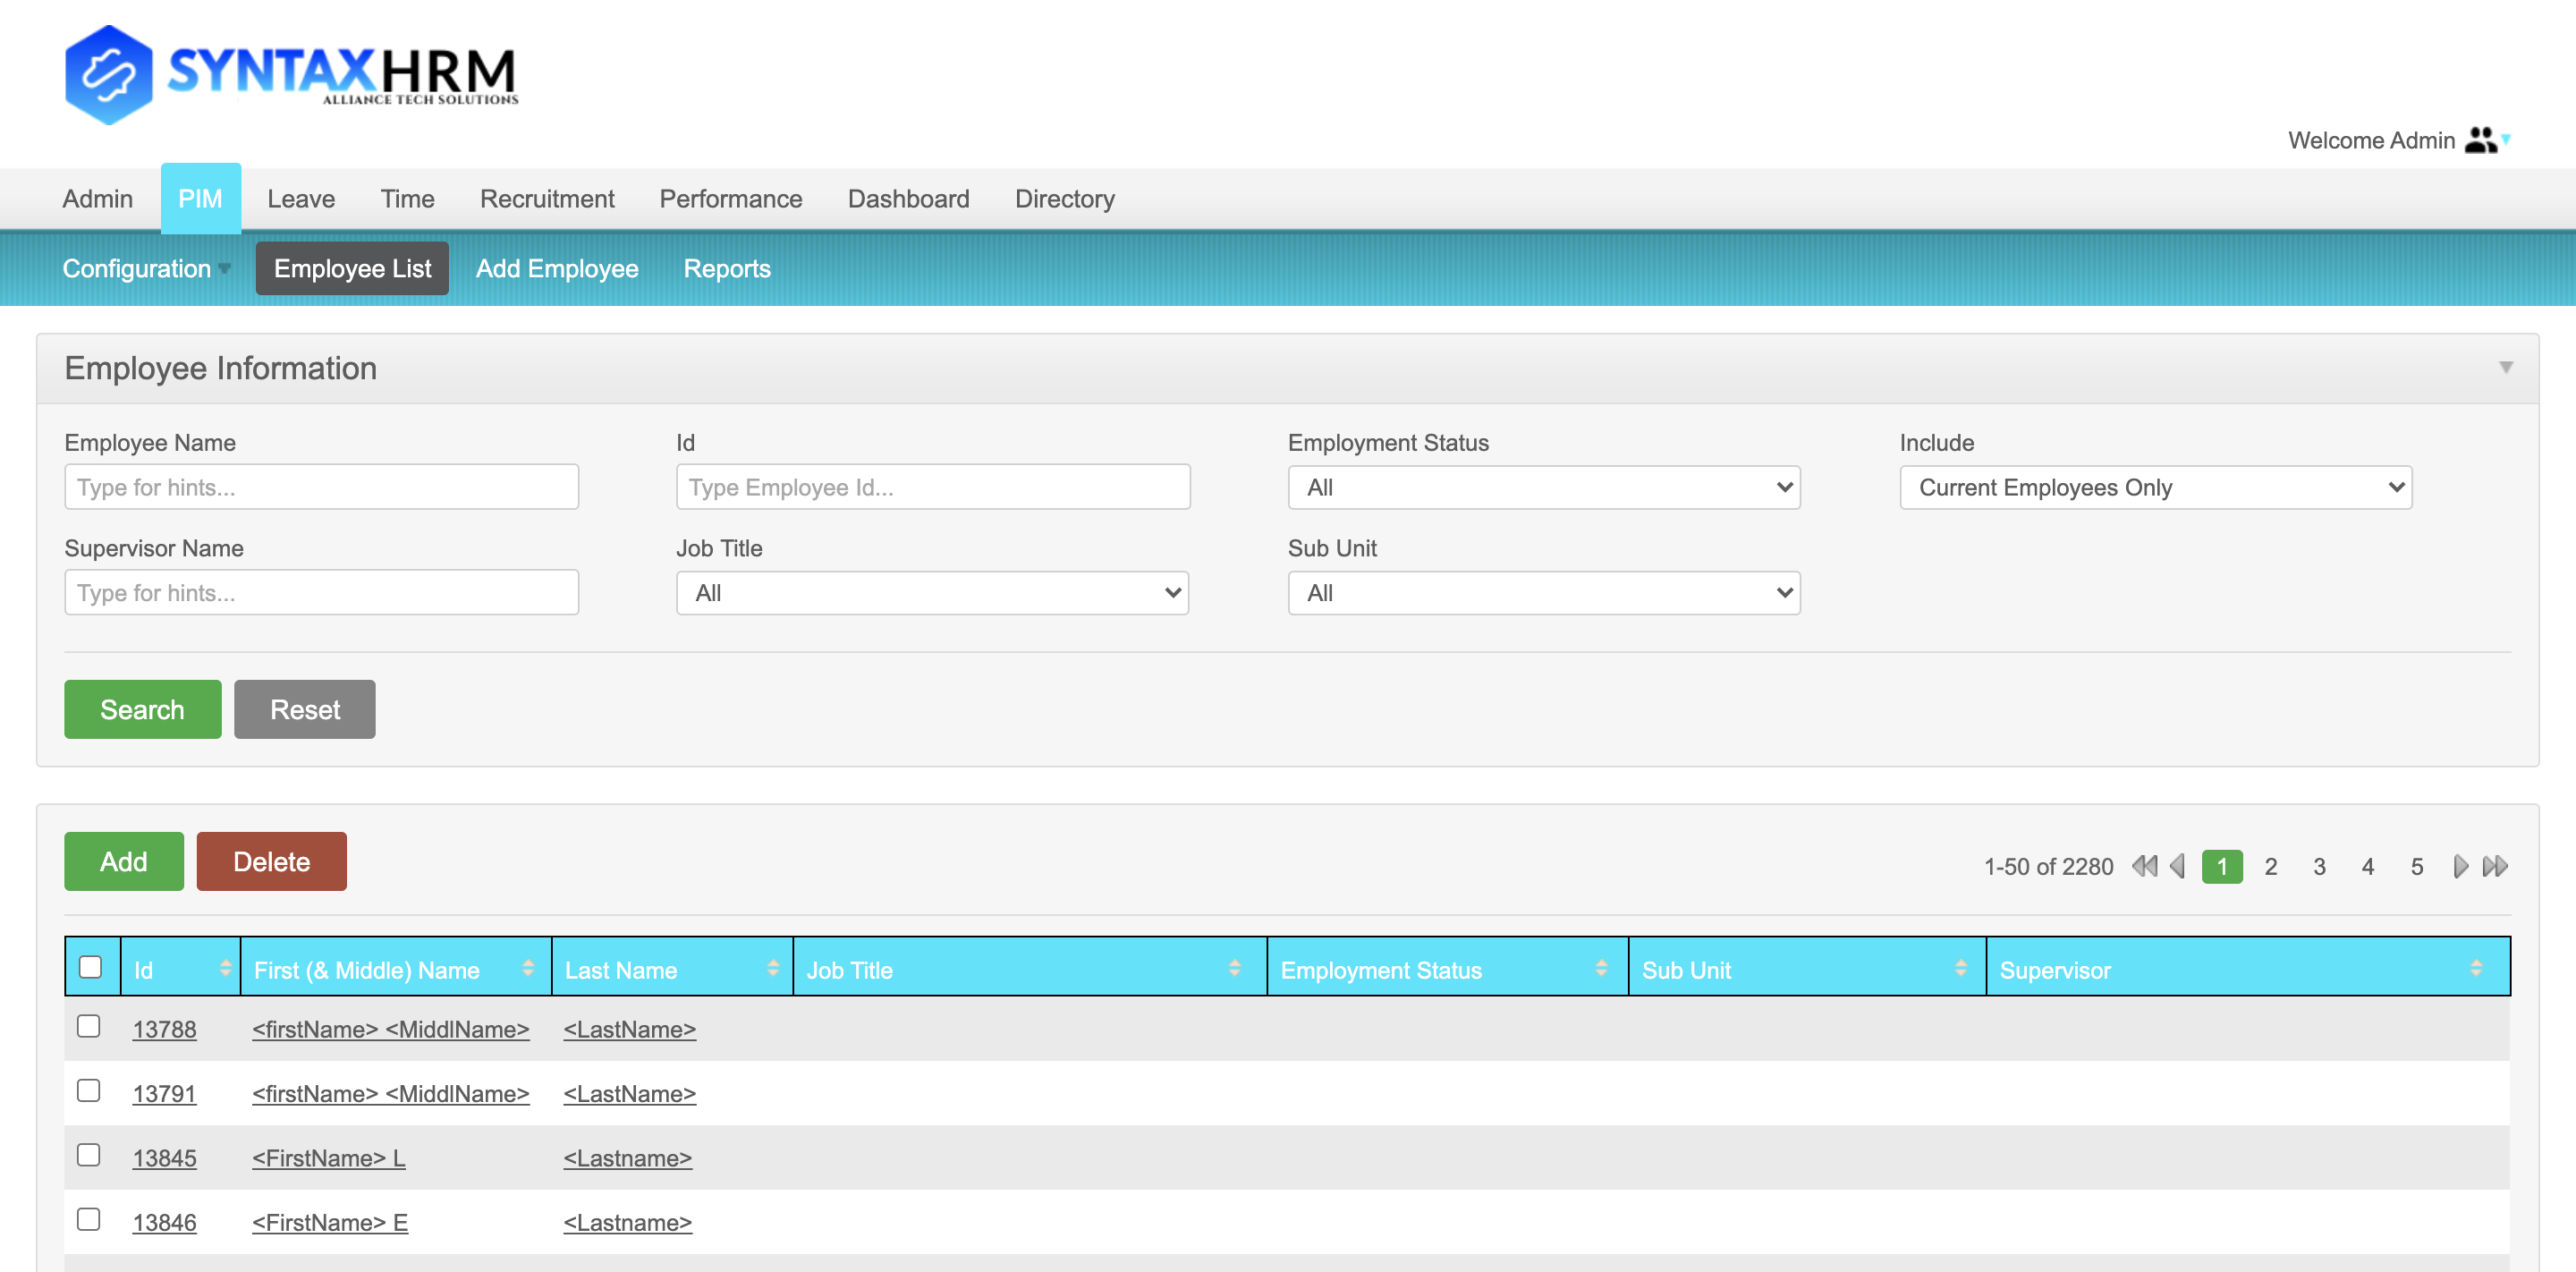 SYNTAXHRM
ALLIANCE TECH SOLUTIONS
Welcome Admin
Admin PIM Leave Time Recruitment Performance Dashboard Directory
Configuration Employee List Add Employee Reports
Employee Information
Employee Name Id Employment Status Include
Type for hints... Type Employee Id... All Current Employees Only
Supervisor Name Job Title Sub Unit
Type for hints... All All
Search Reset
Add Delete
1-50 of 2280 1 2 3 4 5
Id First (& Middle) Name Last Name Job Title Employment Status Sub Unit Supervisor
13788 <firstName> <MiddlName> <LastName>
13791 <firstName> <MiddlName> <LastName>
13845 <FirstName> L <Lastname>
13846 <FirstName> E <Lastname>